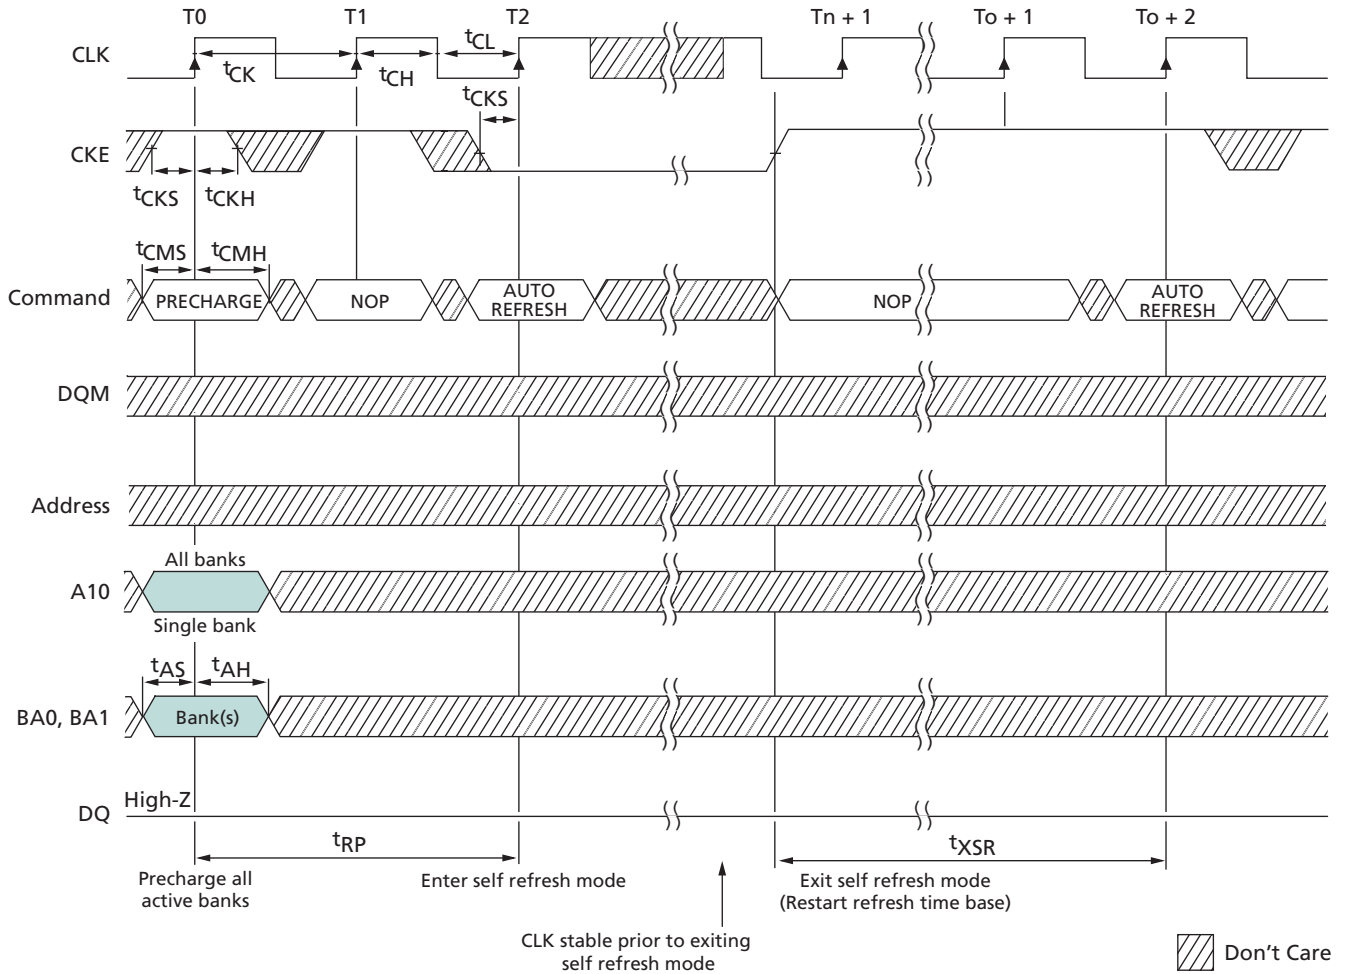 T0 T1 T2 Tn + 1 To + 1 To + 2
CLK
tCK tCH tCL
tCKS
CKE
tCKS tCKH
tCMS tCMH
Command PRECHARGE NOP AUTO REFRESH NOP AUTO REFRESH
DQM
Address
All banks
A10
Single bank
tAS tAH
BA0, BA1 Bank(s)
High-Z
DQ
tRP tXSR
Precharge all
active banks
Enter self refresh mode
Exit self refresh mode
(Restart refresh time base)
CLK stable prior to exiting
self refresh mode
Don't Care